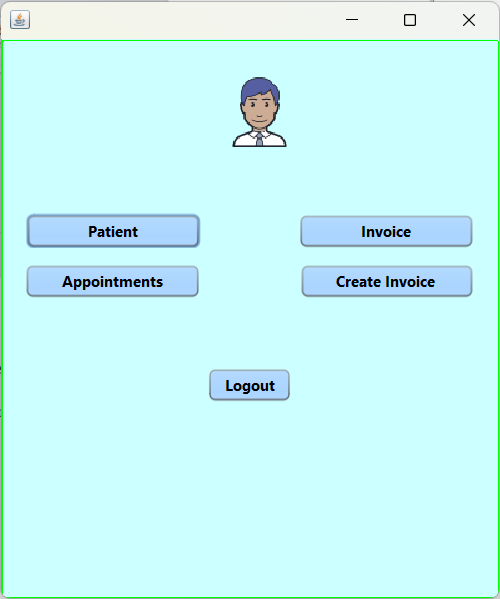 Patient
Invoice
Appointments
Create Invoice
Logout